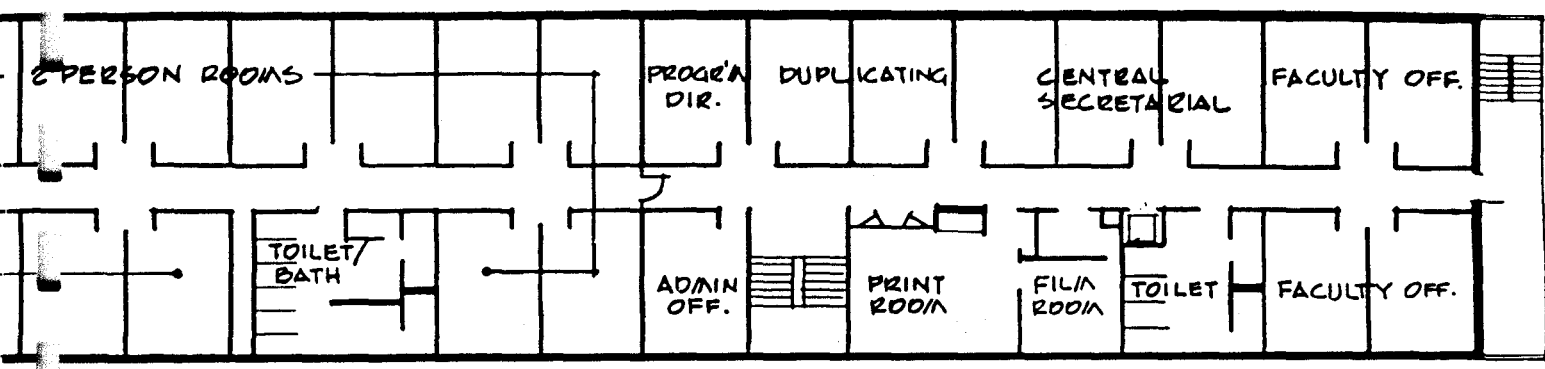 2 PERSON ROOMS
PROGR'M
DIR.
DUPLICATING
CENTRAL
SECRETARIAL
FACULTY OFF.
TOILET/
BATH
ADMIN
OFF.
PRINT
ROOM
FILM
ROOM
TOILET
FACULTY OFF.